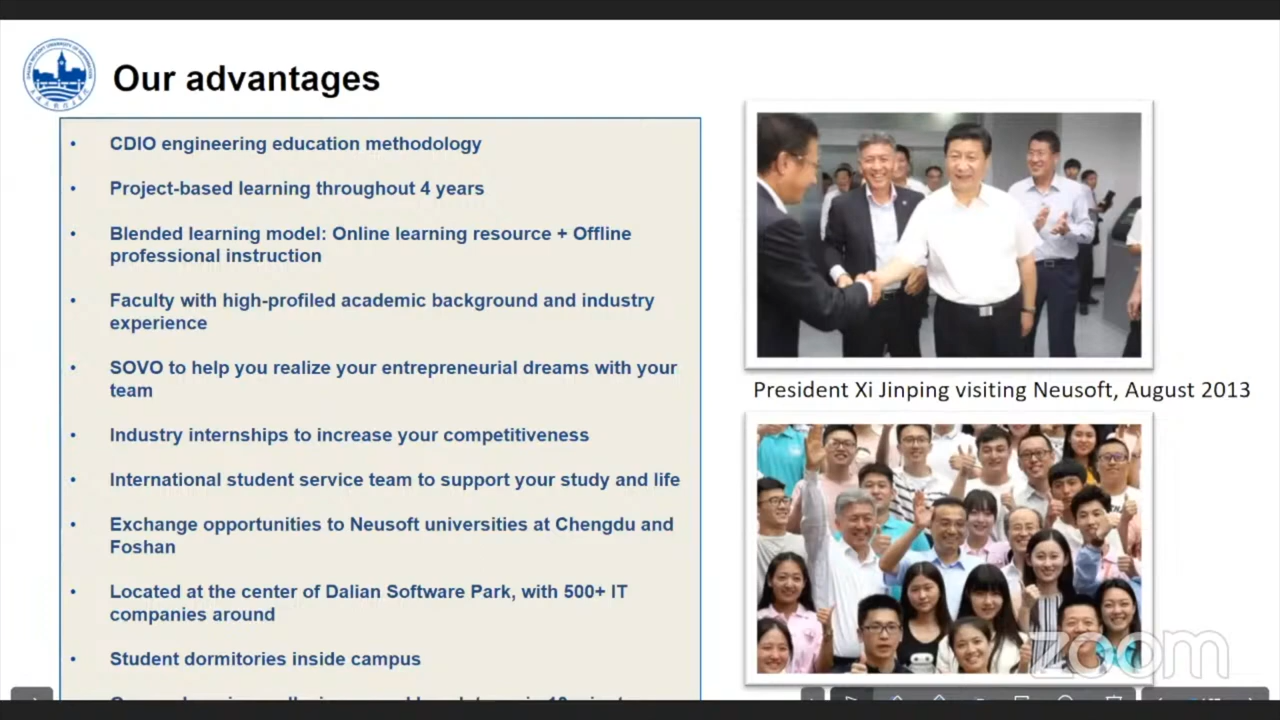 Our advantages
• CDIO engineering education methodology
• Project-based learning throughout 4 years
• Blended learning model: Online learning resource + Offline
professional instruction
• Faculty with high-profiled academic background and industry
experience
• SOVO to help you realize your entrepreneurial dreams with your
team
• Industry internships to increase your competitiveness
• International student service team to support your study and life
• Exchange opportunities to Neusoft universities at Chengdu and
Foshan
• Located at the center of Dalian Software Park, with 500+ IT
companies around
• Student dormitories inside campus
President Xi Jinping visiting Neusoft, August 2013
zoom